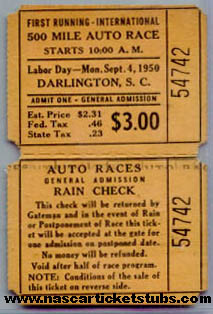 FIRST RUNNING - INTERNATIONAL
500 MILE AUTO RACE
STARTS 10:00 A. M.
Labor Day—Mon. Sept. 4, 1950
DARLINGTON, S. C.
ADMIT ONE - GENERAL ADMISSION
Est. Price $2.31
Fed. Tax .46
State Tax .23
$3.00
54742
AUTO RACES
GENERAL ADMISSION
RAIN CHECK
This check will be returned by
Gateman and in the event of Rain
or Postponement of Race this tick-
et will be accepted at the gate for
one admission on postponed date.
No money will be refunded.
Void after half of race program.
NOTE: Conditions of the sale of
this ticket on reverse side.
54742
www.nascarticketstubs.com